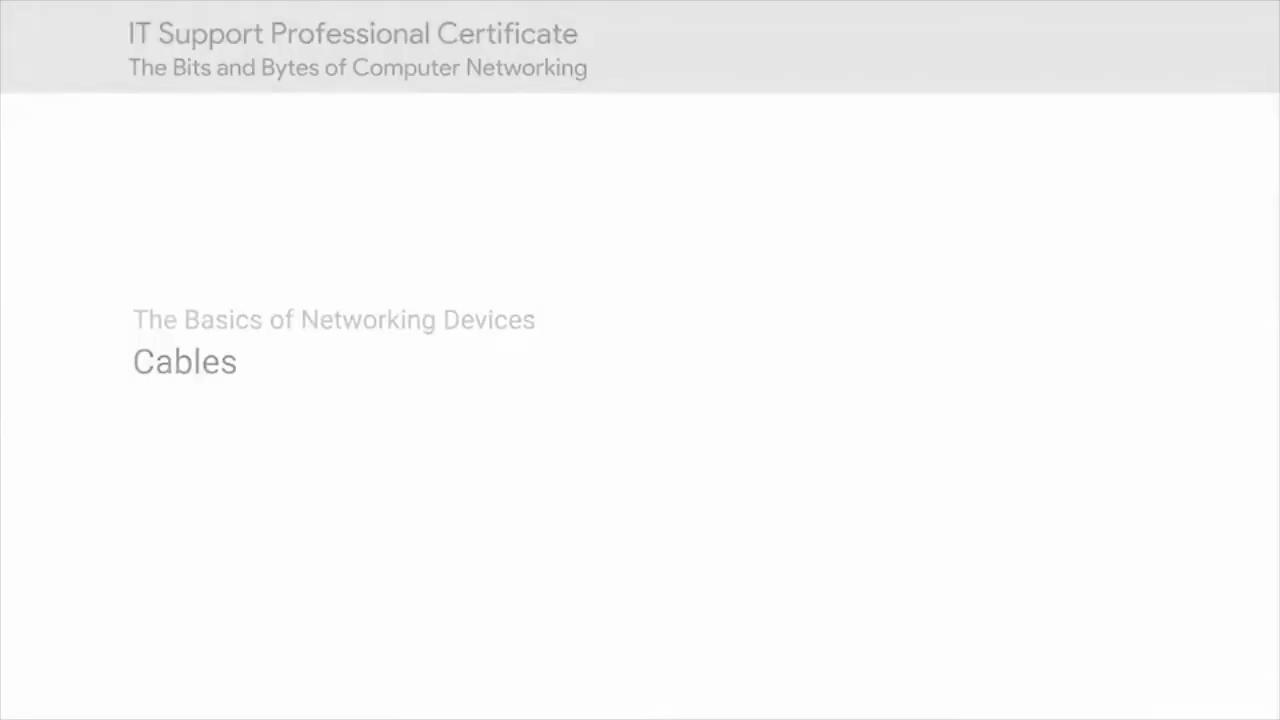 IT Support Professional Certificate
The Bits and Bytes of Computer Networking
The Basics of Networking Devices
Cables